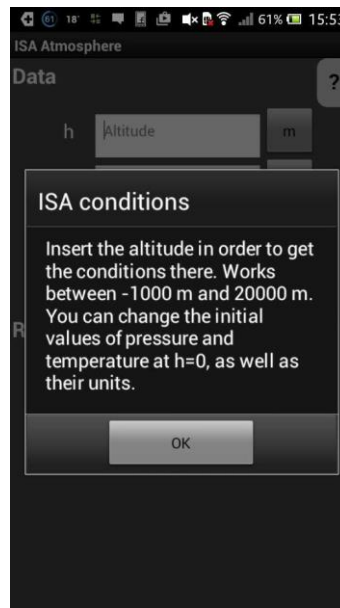 61 18° 61% 15:53
ISA Atmosphere
Data
?
h Altitude m
ISA conditions
Insert the altitude in order to get
the conditions there. Works
between -1000 m and 20000 m.
You can change the initial
values of pressure and
temperature at h=0, as well as
their units.
R
OK